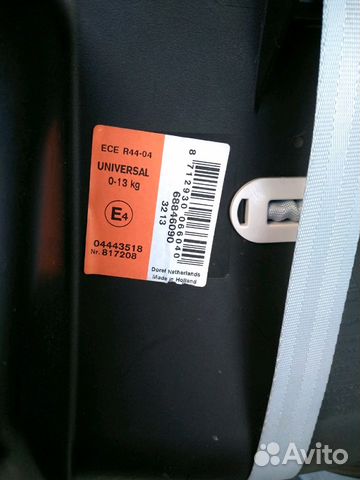 ECE R44-04
UNIVERSAL
0-13 kg
E4
04443518
Nr. 817208
8 712930 066040
68846090
3213
Dorel Netherlands
Made in Holland
Avito